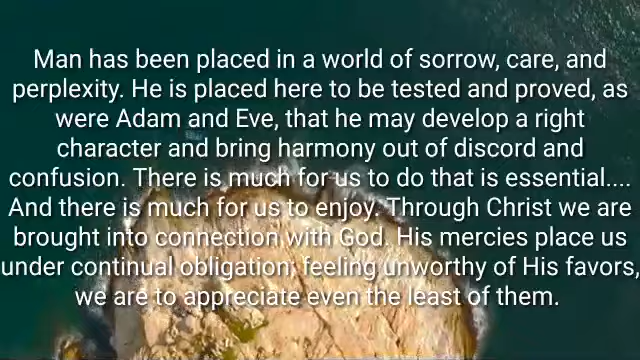 Man has been placed in a world of sorrow, care, and
perplexity. He is placed here to be tested and proved, as
were Adam and Eve, that he may develop a right
character and bring harmony out of discord and
confusion. There is much for us to do that is essential....
And there is much for us to enjoy. Through Christ we are
brought into connection with God. His mercies place us
under continual obligation; feeling unworthy of His favors,
we are to appreciate even the least of them.